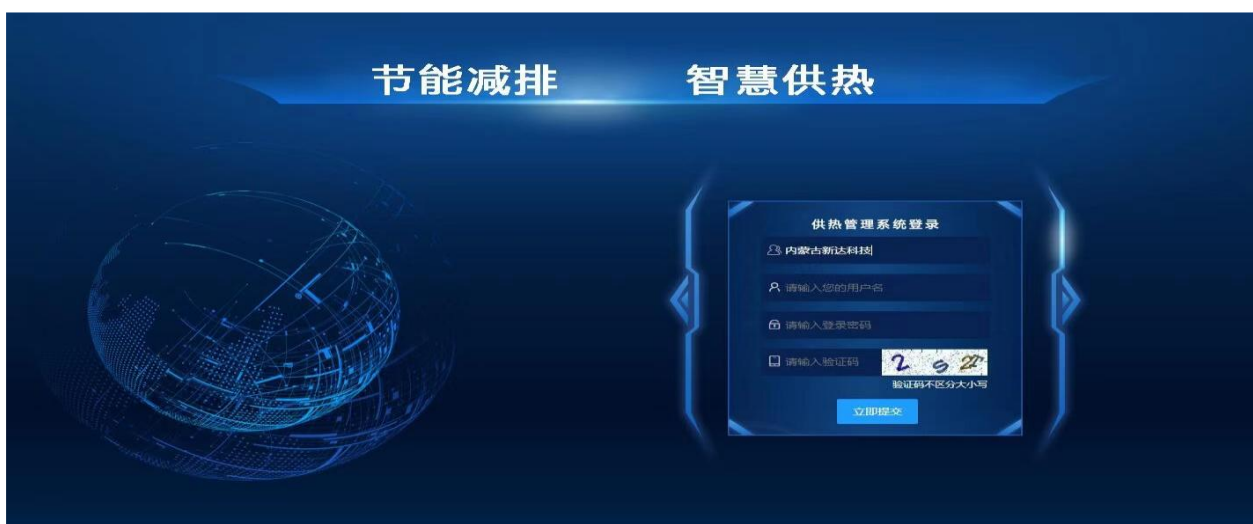 节能减排 智慧供热
供热管理系统登录
内蒙古新达科技
请输入您的用户名
请输入登录密码
请输入验证码
验证码不区分大小写
立即提交